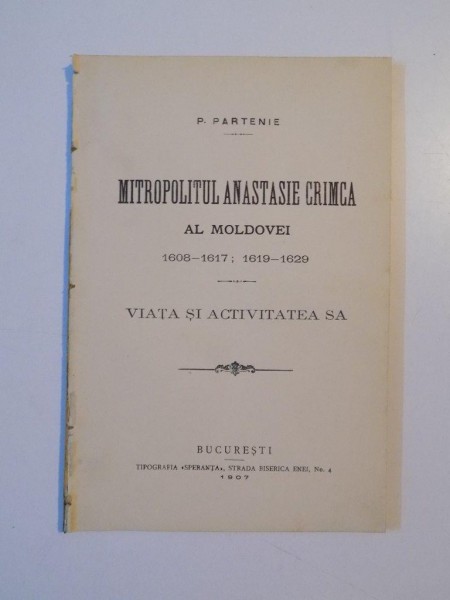 P. PARTENIE
MITROPOLITUL ANASTASIE CRIMCA
AL MOLDOVEI
1608–1617; 1619–1629
VIAȚA ȘI ACTIVITATEA SA
BUCUREȘTI
TIPOGRAFIA «SPERANȚA», STRADA BISERICA ENEI, No. 4
1907